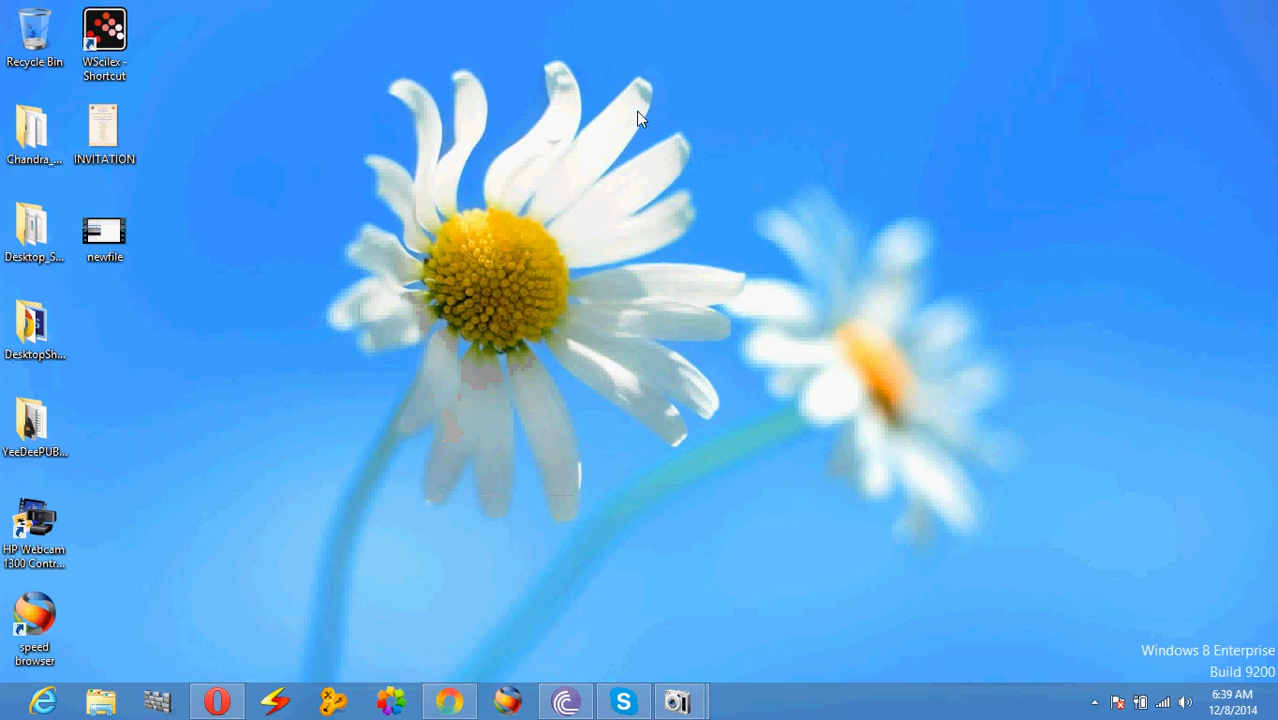 Recycle Bin
WScilex -
Shortcut
Chandra_...
INVITATION
Desktop_S...
newfile
DesktopSh...
YeeDeePUB...
HP Webcam
1300 Contr...
speed
browser
Windows 8 Enterprise
Build 9200
6:39 AM
12/8/2014